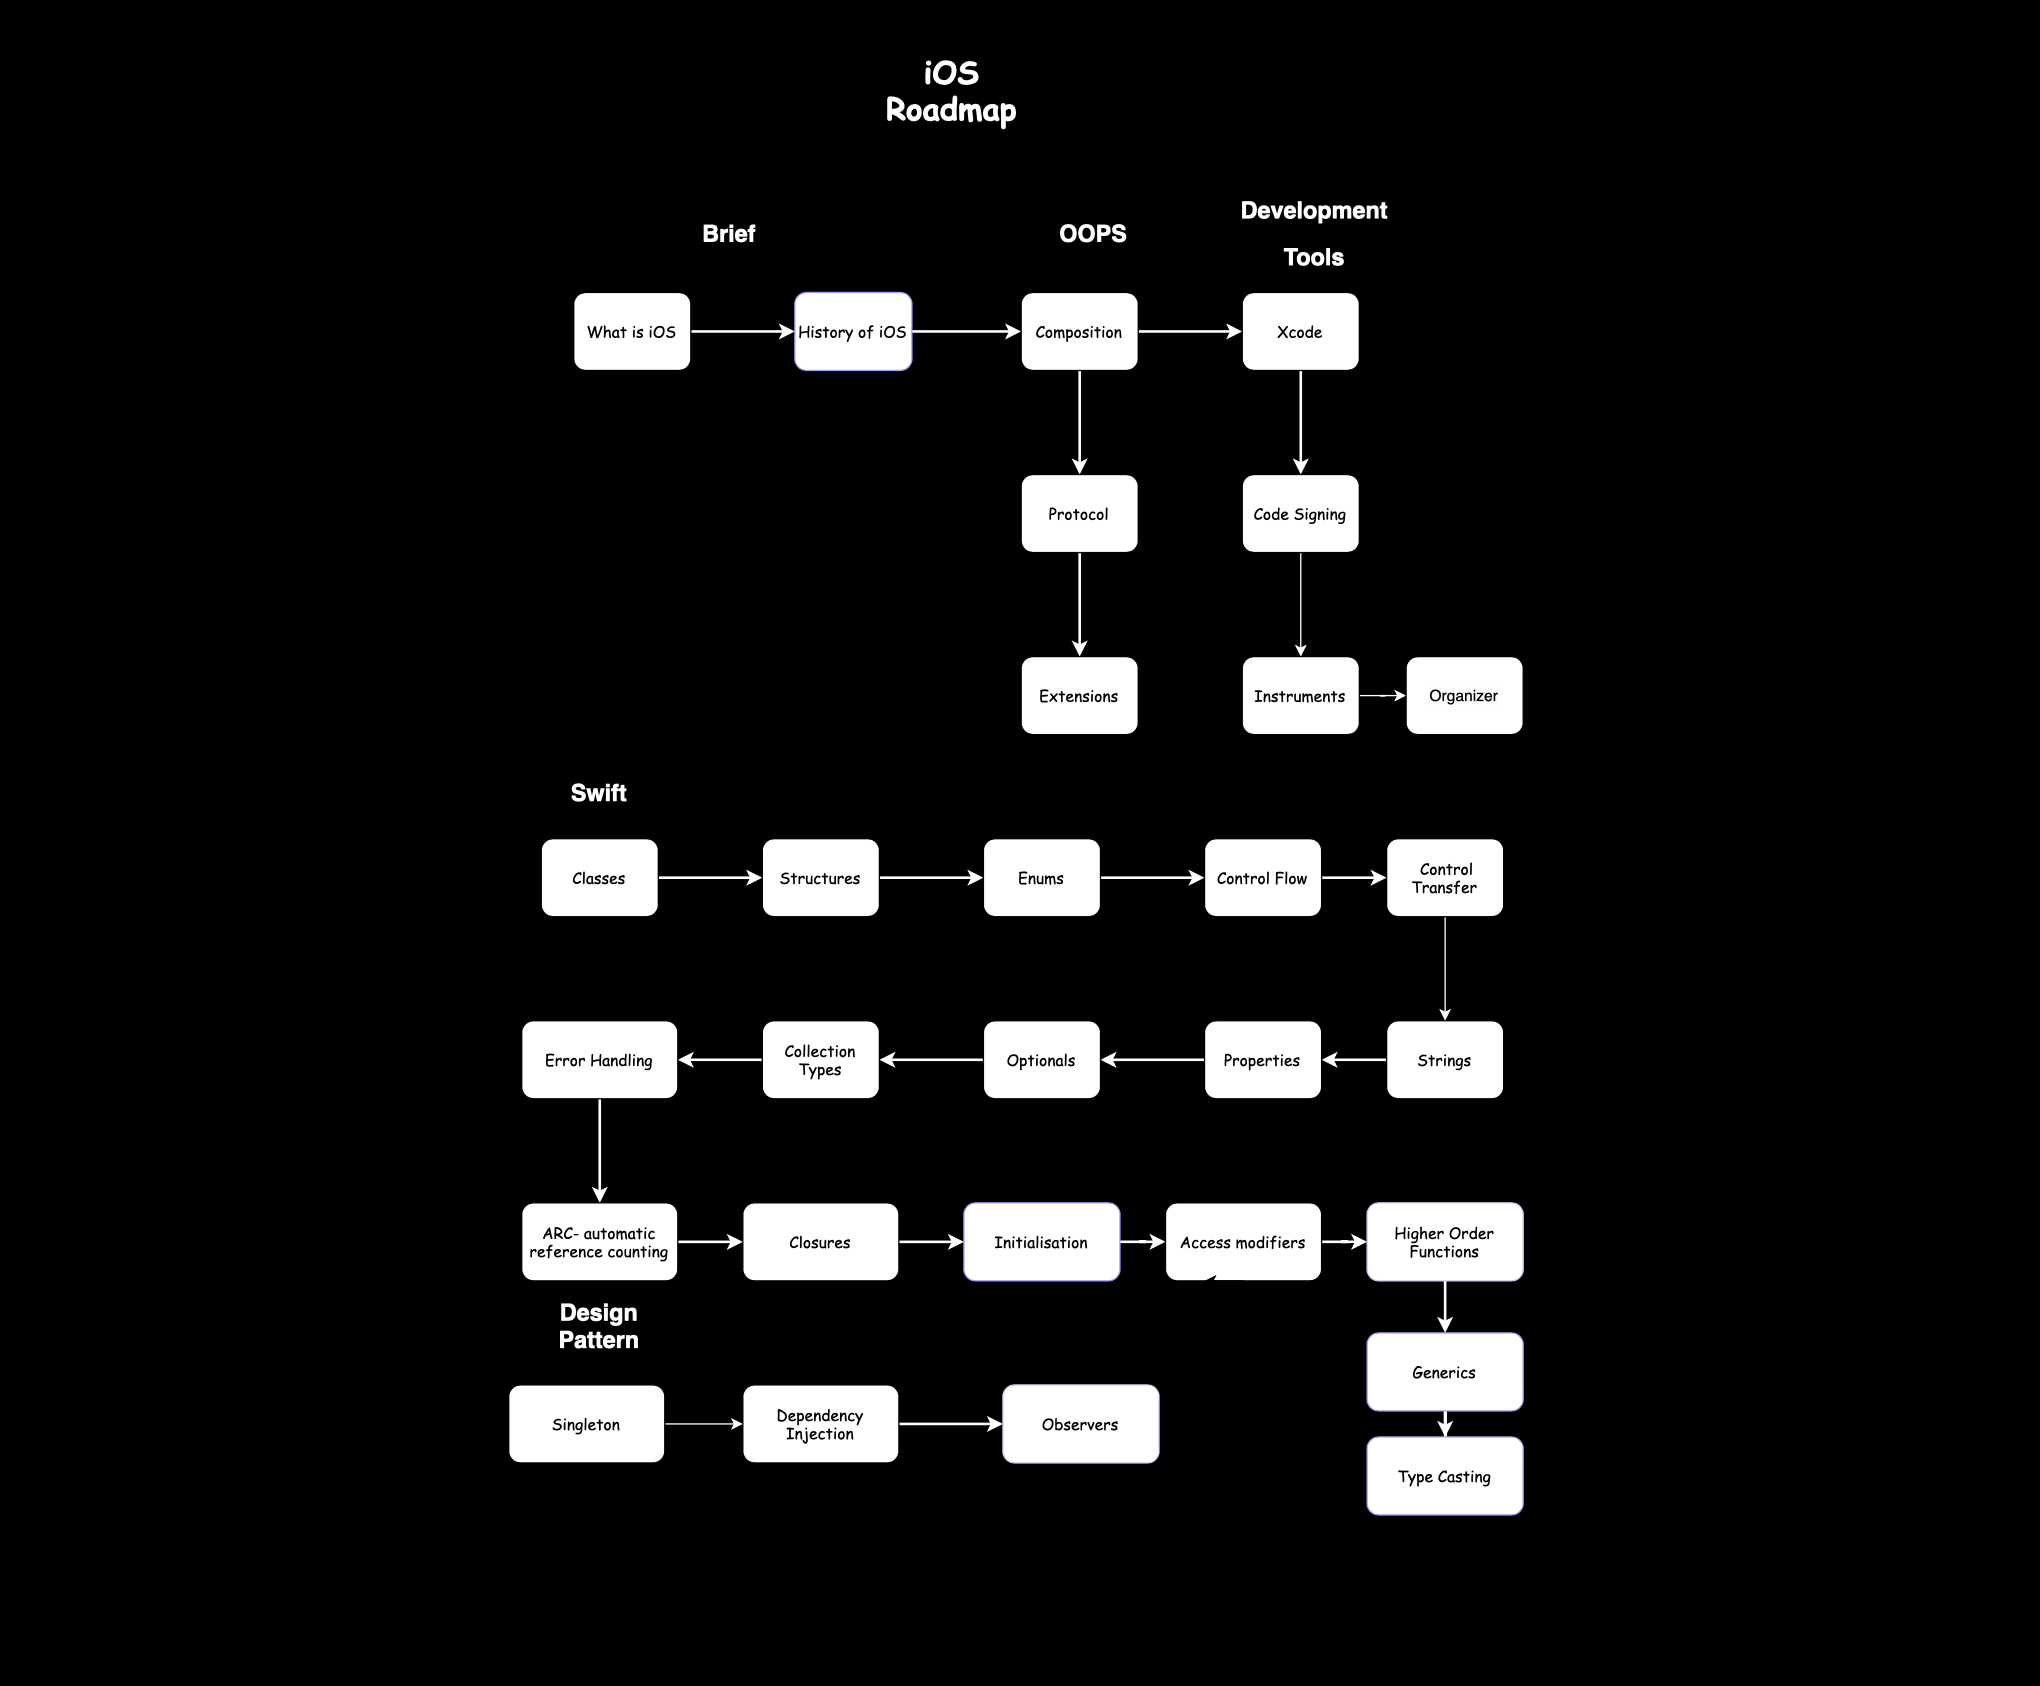 iOS
Roadmap
Brief
OOPS
Development
Tools
What is iOS
History of iOS
Composition
Xcode
Protocol
Code Signing
Extensions
Instruments
Organizer
Swift
Classes
Structures
Enums
Control Flow
Control
Transfer
Error Handling
Collection
Types
Optionals
Properties
Strings
ARC- automatic
reference counting
Closures
Initialisation
Access modifiers
Higher Order
Functions
Design
Pattern
Generics
Singleton
Dependency
Injection
Observers
Type Casting